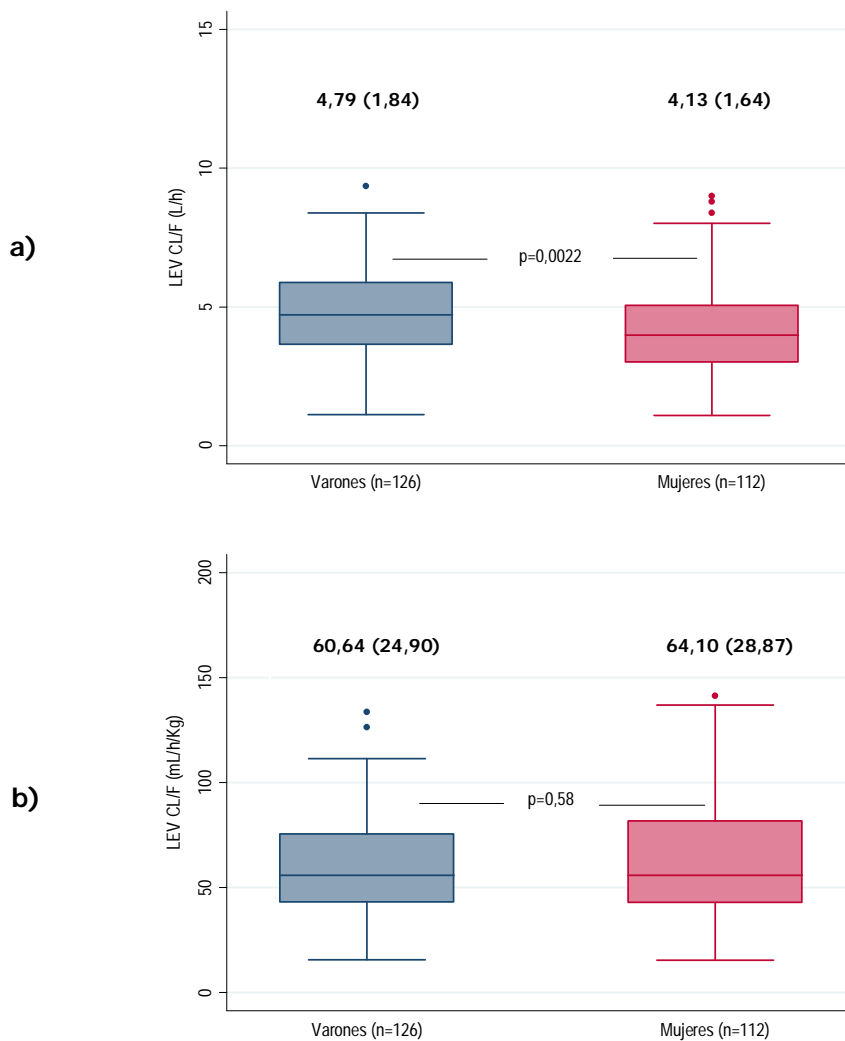 a)
LEV CL/F (L/h)
15
10
5
0
4,79 (1,84)
4,13 (1,64)
p=0,0022
Varones (n=126)
Mujeres (n=112)
b)
LEV CL/F (mL/h/Kg)
200
150
100
50
0
60,64 (24,90)
64,10 (28,87)
p=0,58
Varones (n=126)
Mujeres (n=112)